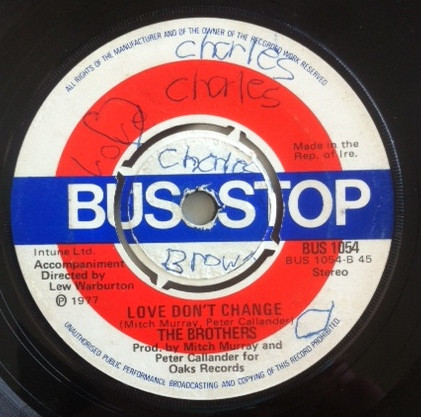 ALL RIGHTS OF THE MANUFACTURER AND OF THE OWNER OF THE RECORDED WORK RESERVED
charles
charles
Charles
Made in the
Rep. of Ire.
BUS STOP
Brown
Intune Ltd.
Accompaniment
Directed by
Lew Warburton
℗ 1977
BUS 1054
BUS 1054-B 45
Stereo
LOVE DON'T CHANGE
(Mitch Murray, Peter Callander)
THE BROTHERS
Prod. by Mitch Murray and
Peter Callander for
Oaks Records
UNAUTHORISED PUBLIC PERFORMANCE BROADCASTING AND COPYING OF THIS RECORD PROHIBITED.